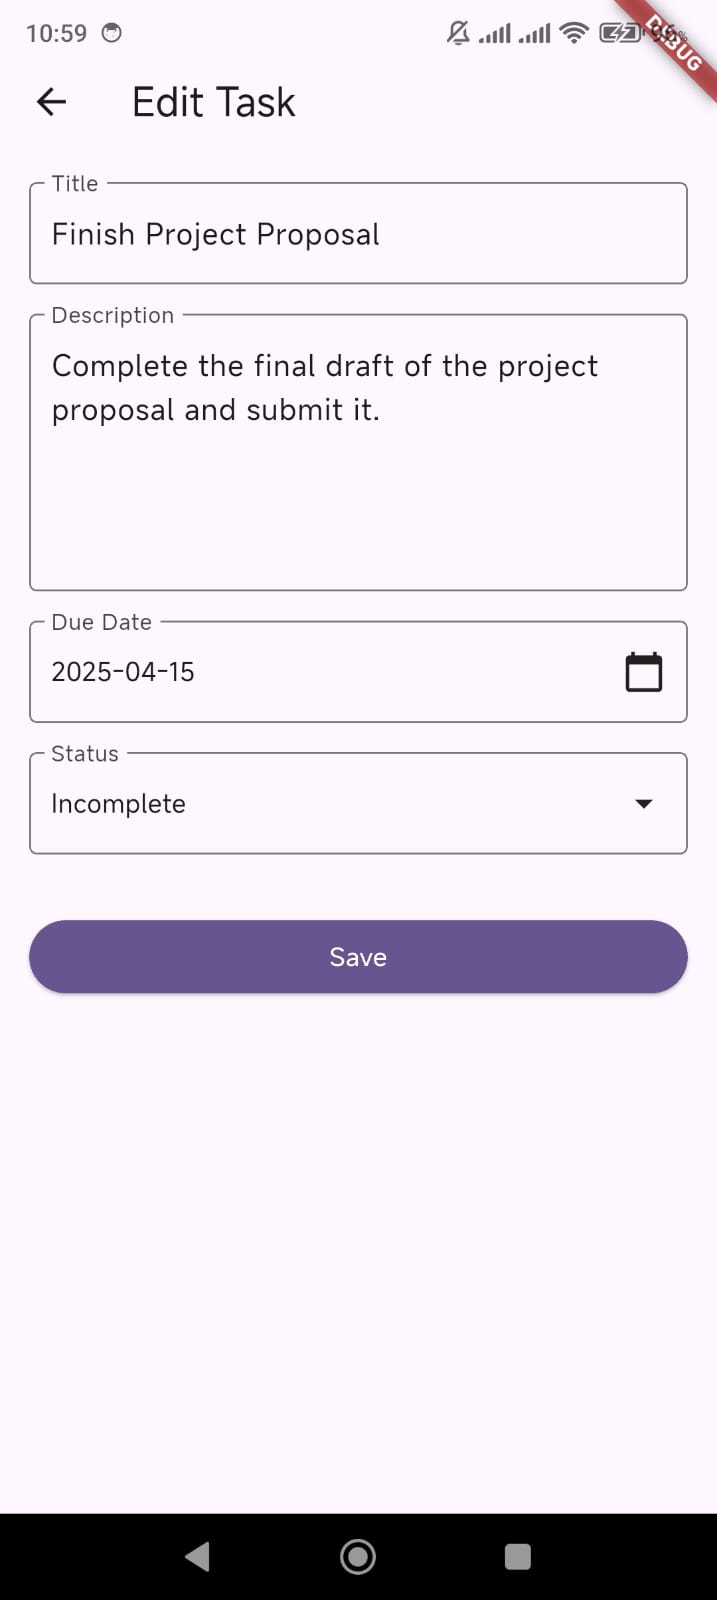 10:59
DEBUG
Edit Task
Title
Finish Project Proposal
Description
Complete the final draft of the project
proposal and submit it.
Due Date
2025-04-15
Status
Incomplete
Save